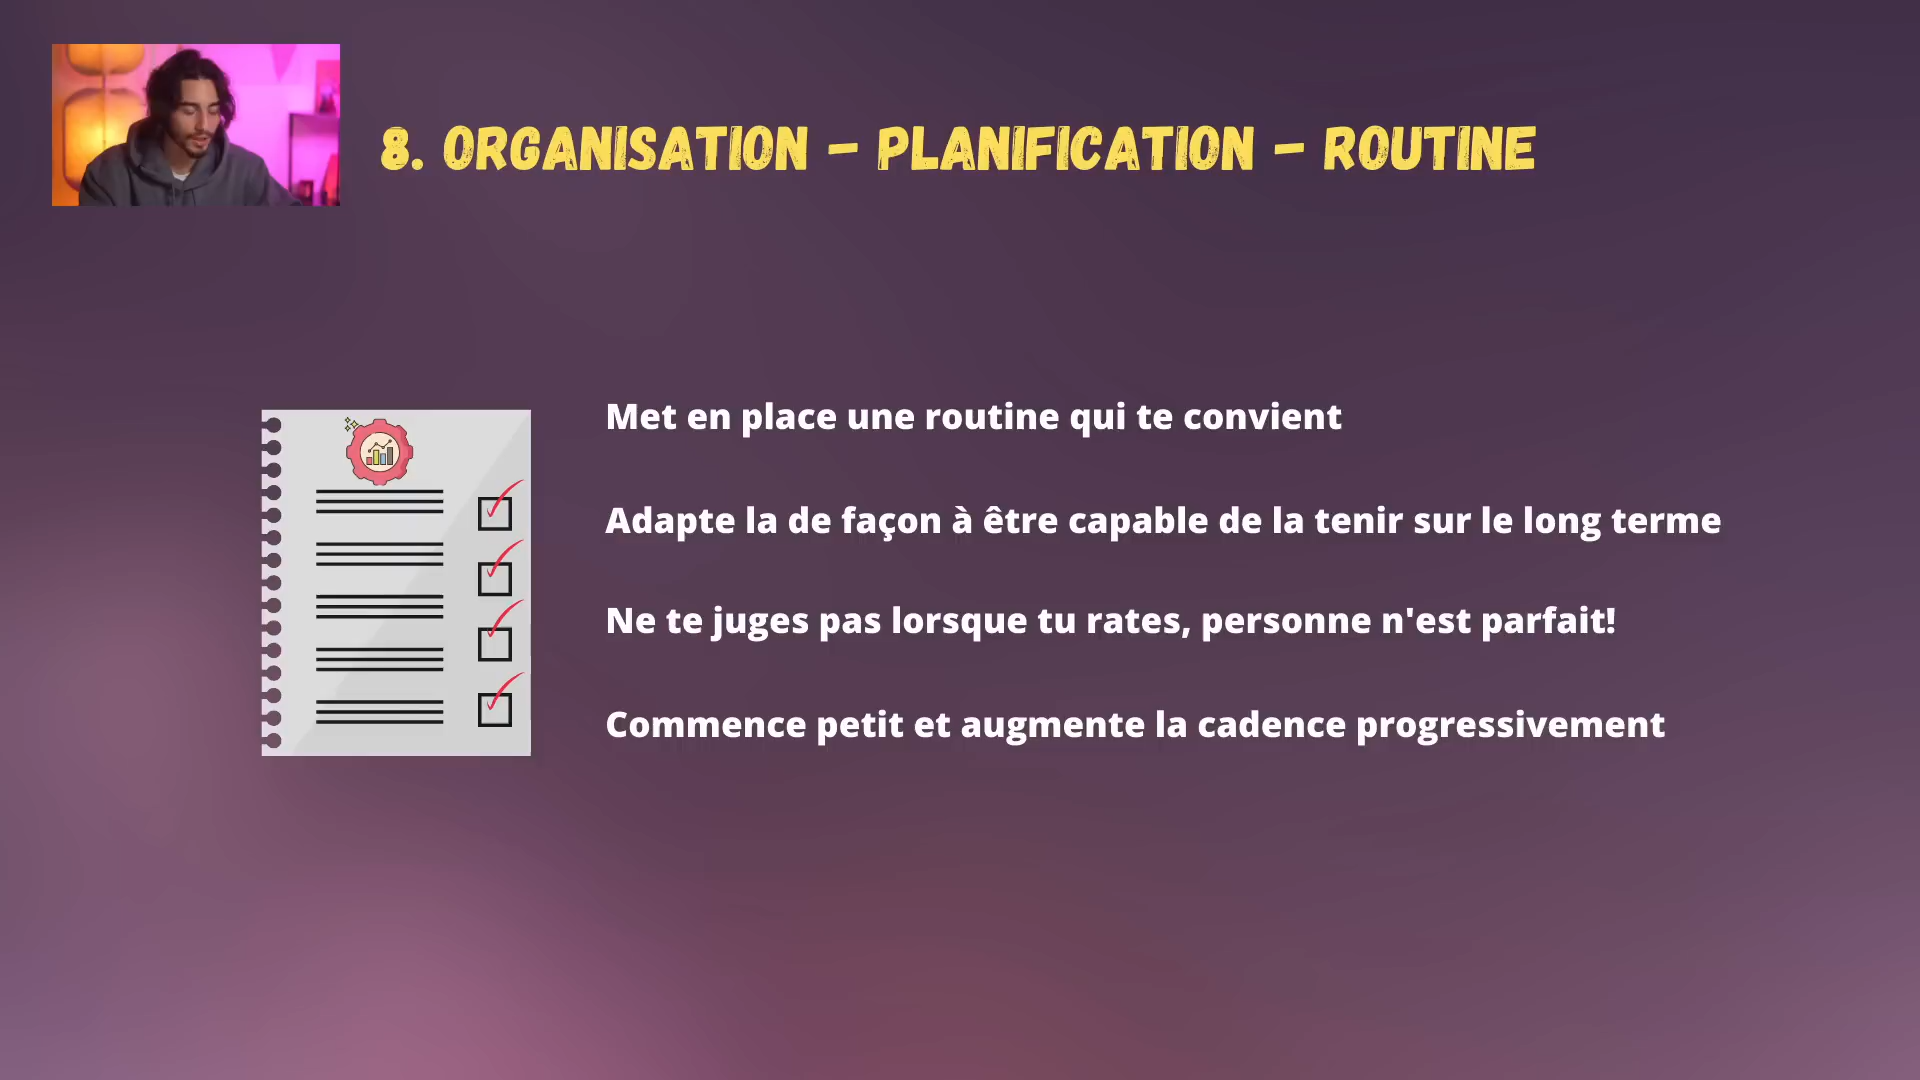 8. ORGANISATION – PLANIFICATION – ROUTINE
Met en place une routine qui te convient
Adapte la de façon à être capable de la tenir sur le long terme
Ne te juges pas lorsque tu rates, personne n'est parfait!
Commence petit et augmente la cadence progressivement